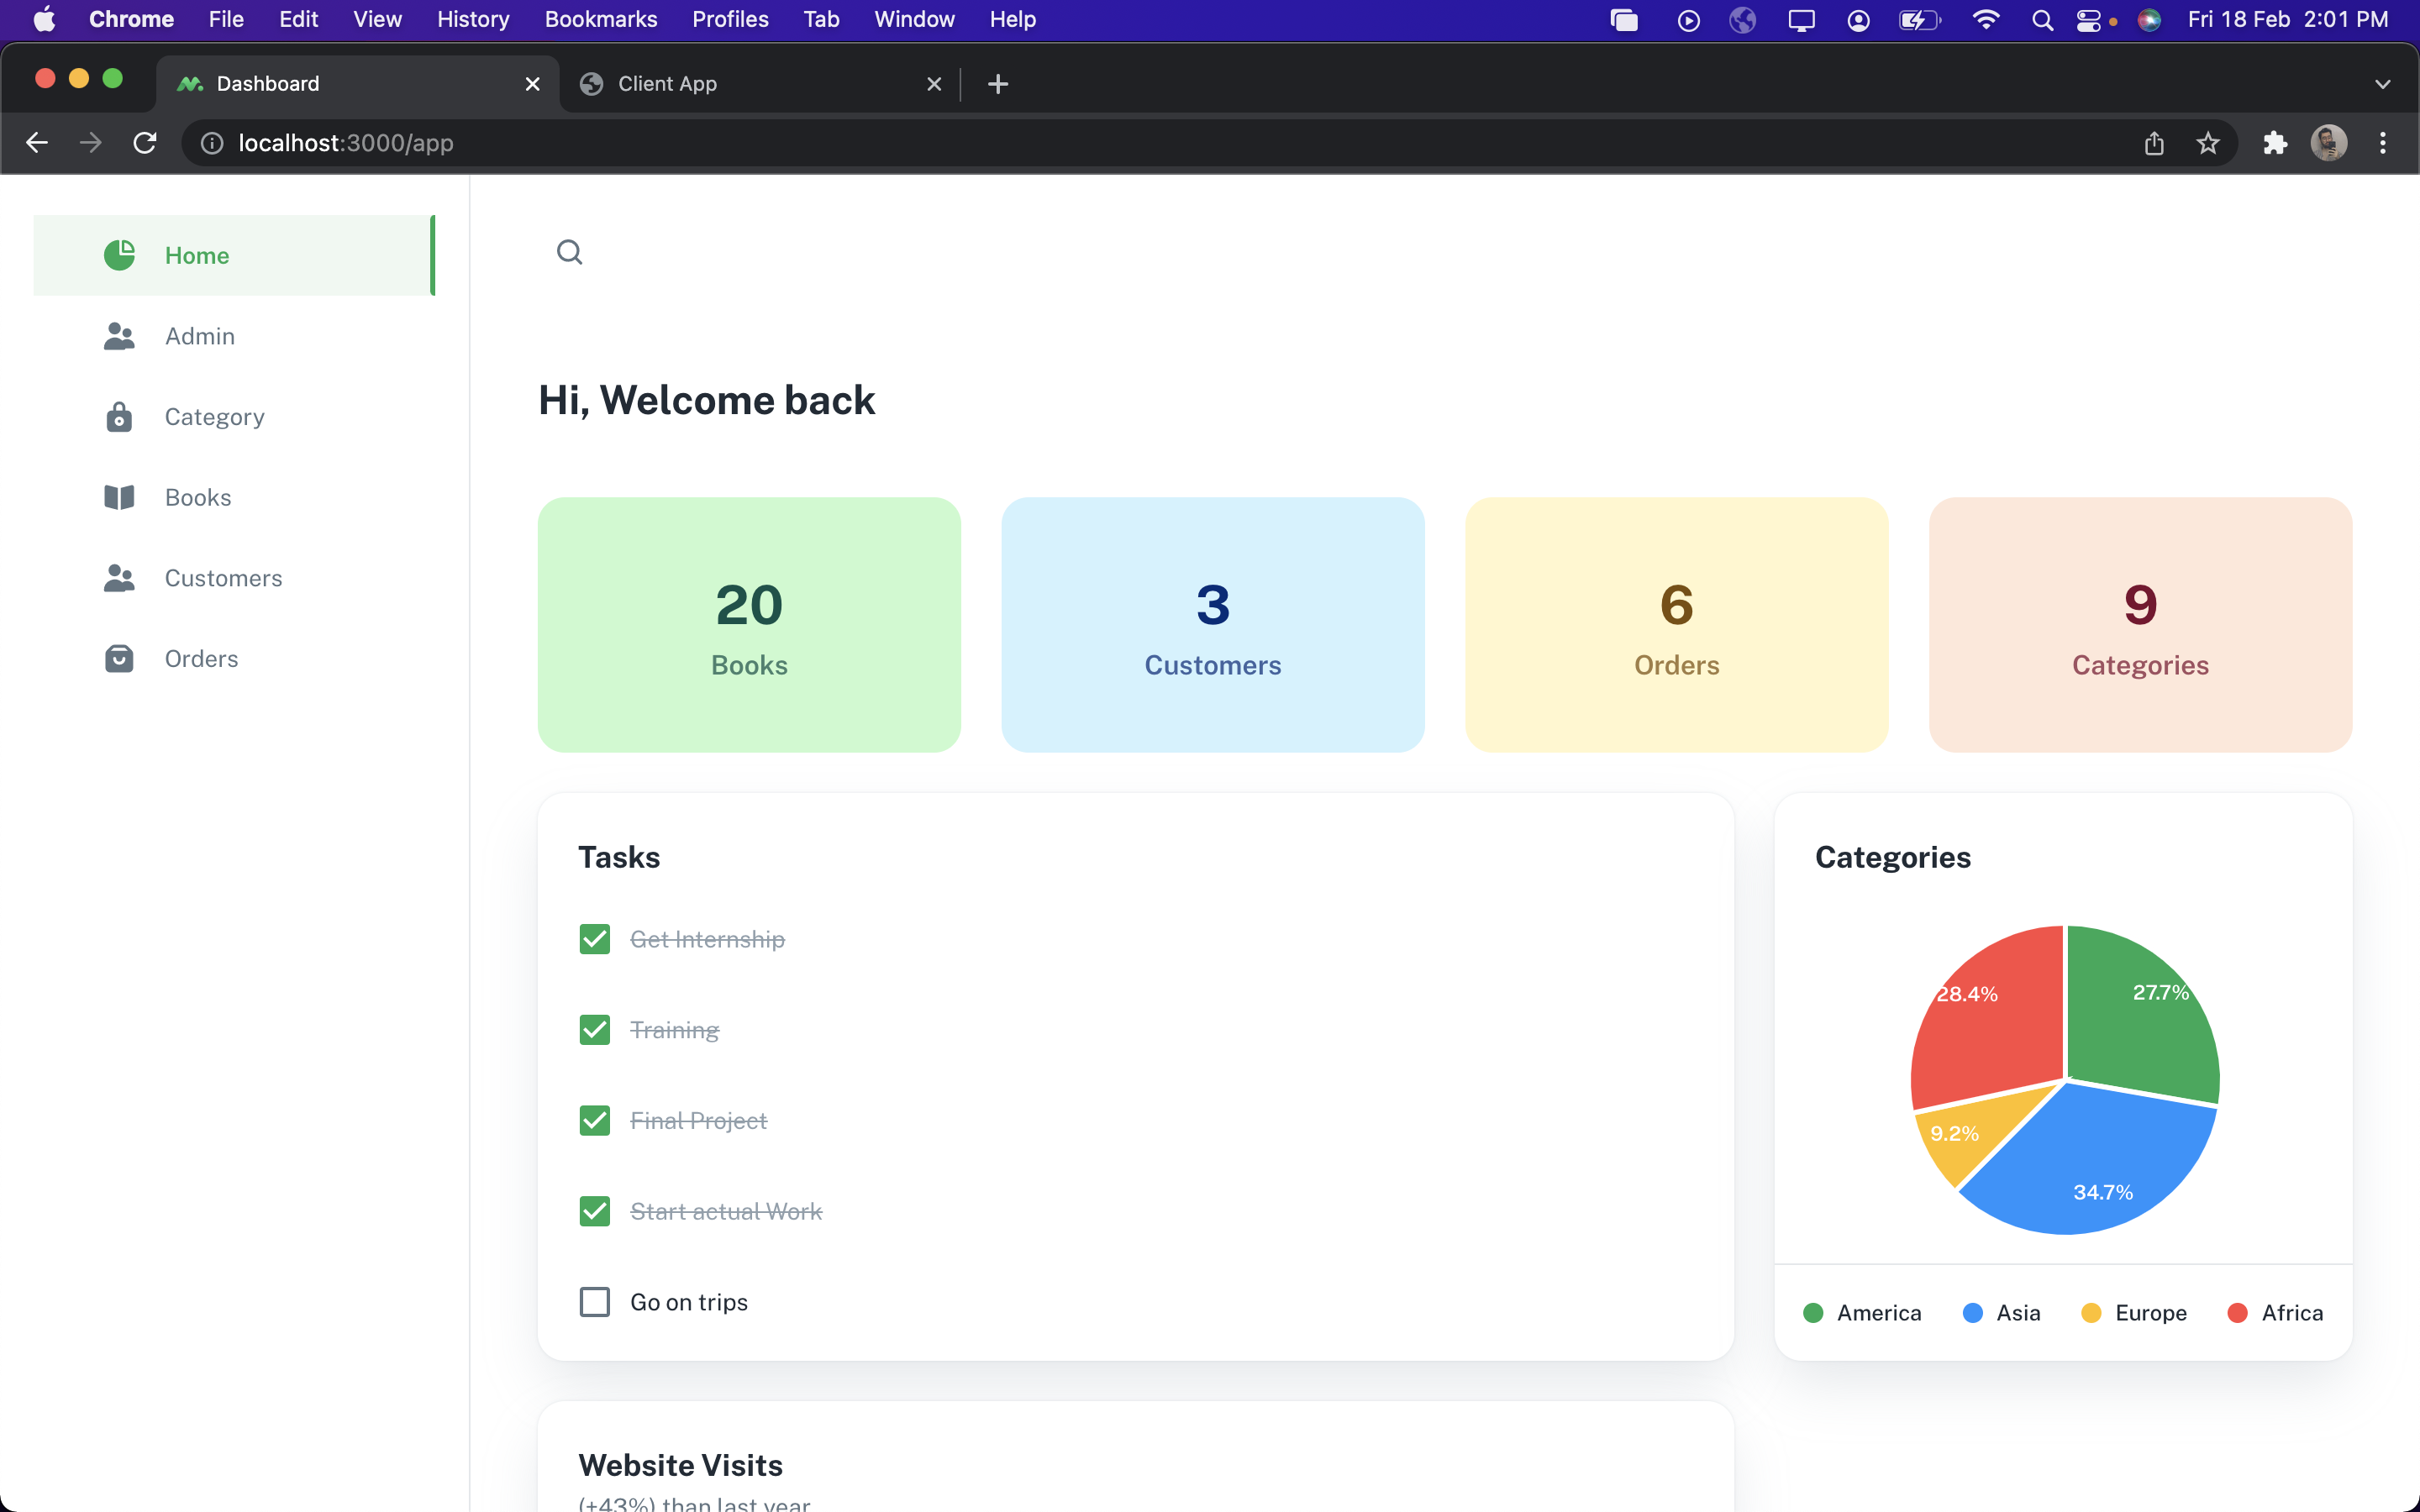 Chrome File Edit View History Bookmarks Profiles Tab Window Help Fri 18 Feb 2:01 PM
Dashboard Client App
localhost:3000/app
Home
Admin
Category
Books
Customers
Orders
Hi, Welcome back
20
Books
3
Customers
6
Orders
9
Categories
Tasks
Get Internship
Training
Final Project
Start actual Work
Go on trips
Categories
28.4%
27.7%
9.2%
34.7%
America Asia Europe Africa
Website Visits
(+43%) than last year